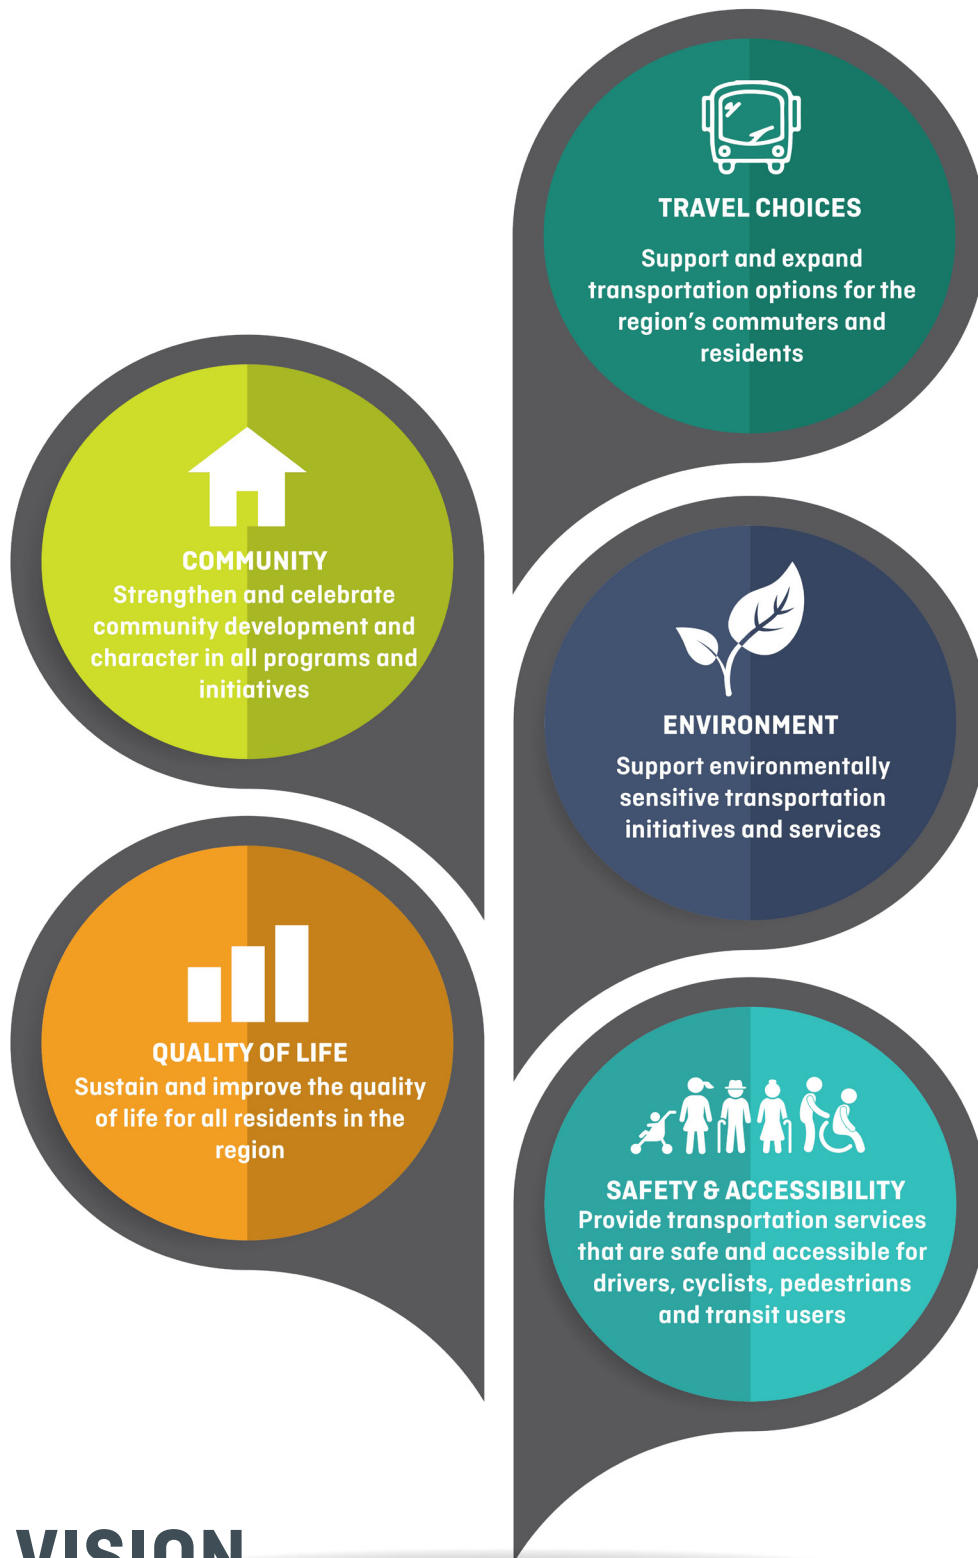 TRAVEL CHOICES
Support and expand
transportation options for the
region's commuters and
residents
COMMUNITY
Strengthen and celebrate
community development and
character in all programs and
initiatives
ENVIRONMENT
Support environmentally
sensitive transportation
initiatives and services
QUALITY OF LIFE
Sustain and improve the quality
of life for all residents in the
region
SAFETY & ACCESSIBILITY
Provide transportation services
that are safe and accessible for
drivers, cyclists, pedestrians
and transit users
VISION